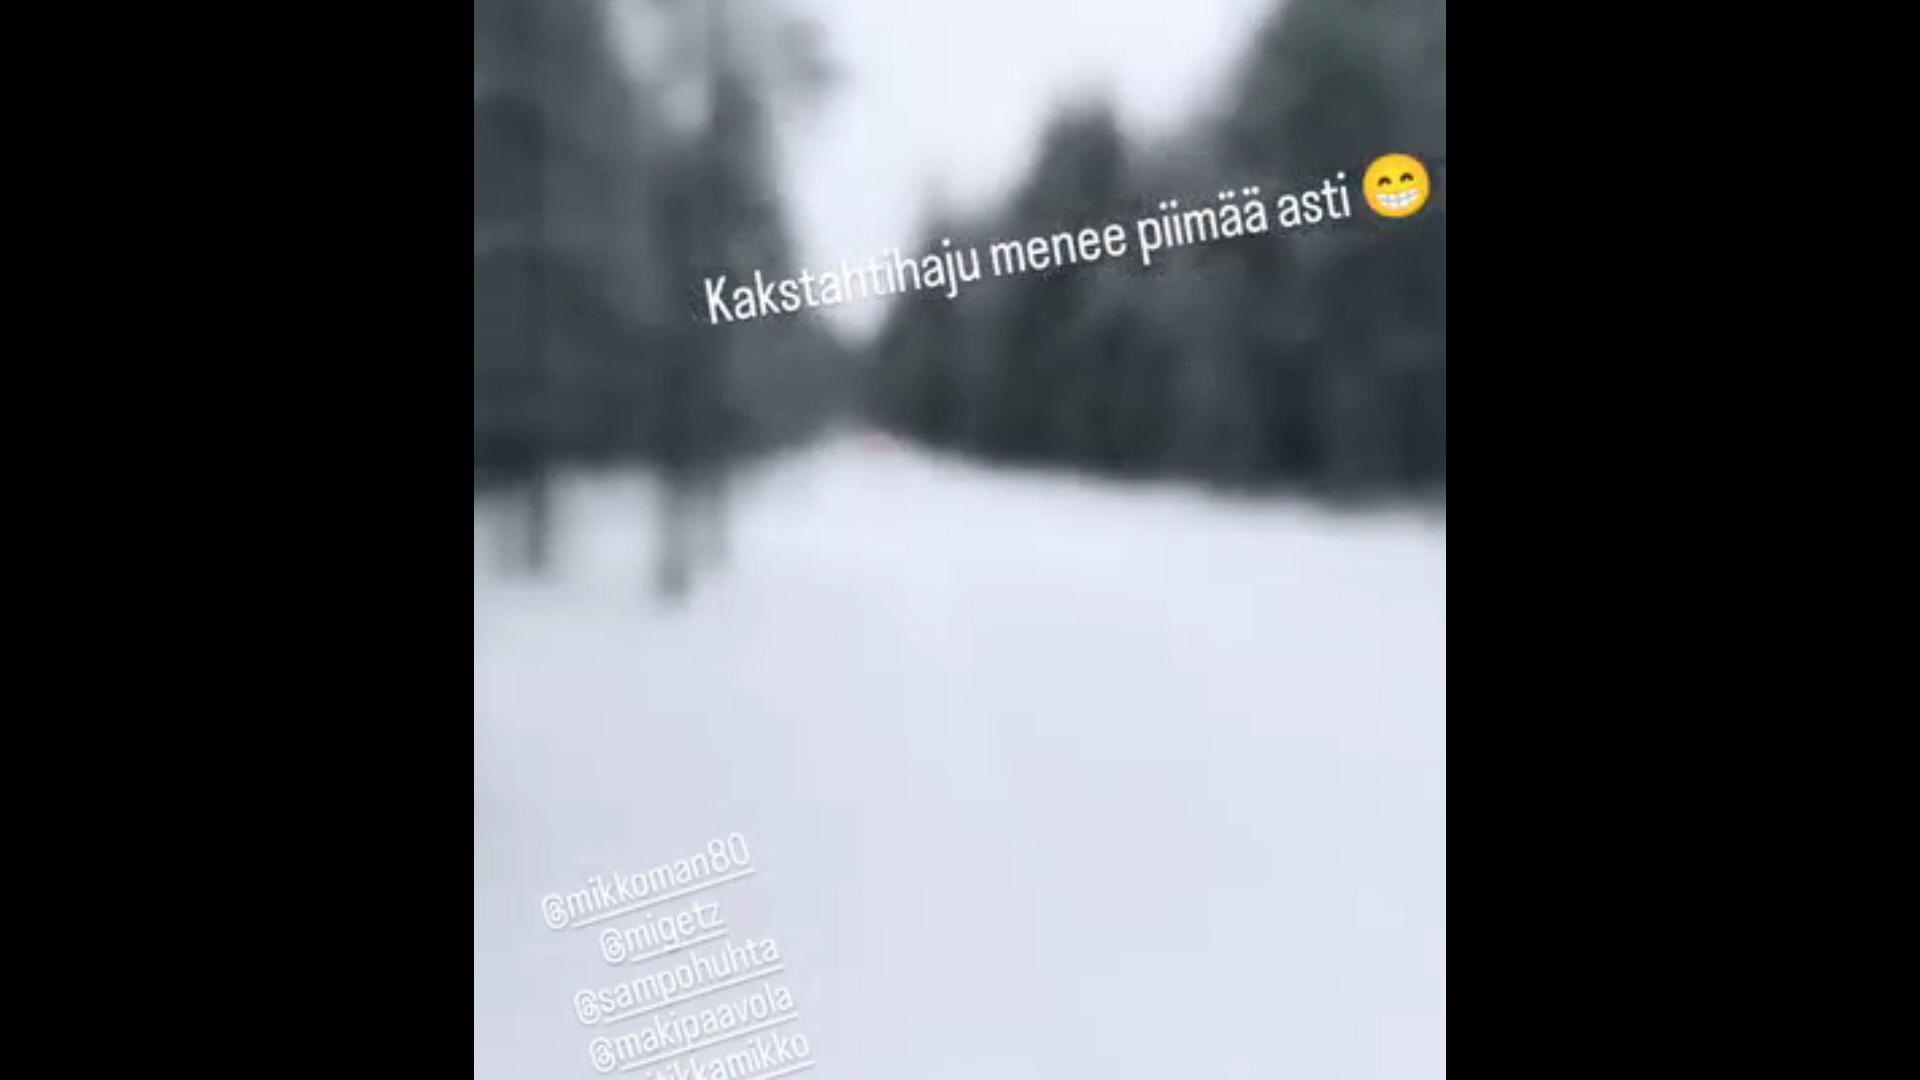 Kakstahtihaju menee piimää asti 😁
@mikkoman80
@migetz
@sampohuhta
@makipaavola